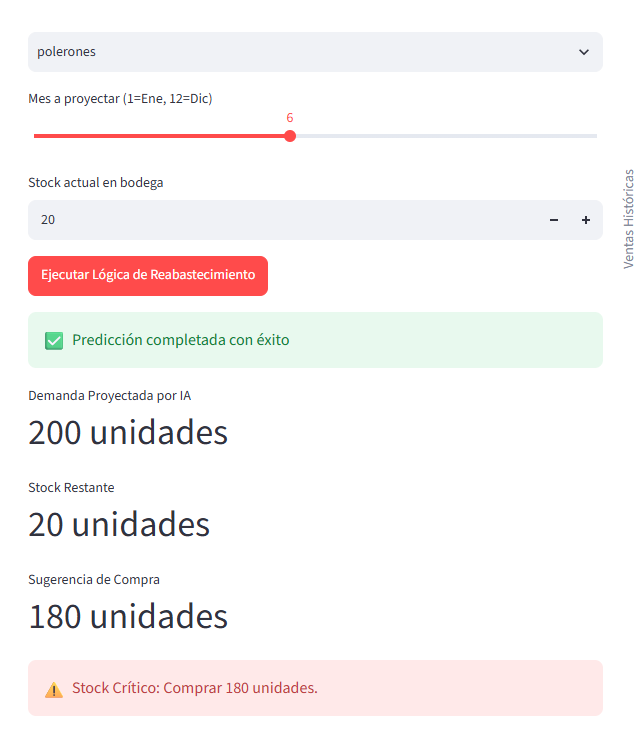 polerones
Mes a proyectar (1=Ene, 12=Dic)
6
Stock actual en bodega
20
Ejecutar Lógica de Reabastecimiento
Predicción completada con éxito
Demanda Proyectada por IA
200 unidades
Stock Restante
20 unidades
Sugerencia de Compra
180 unidades
Stock Crítico: Comprar 180 unidades.
Ventas Históricas